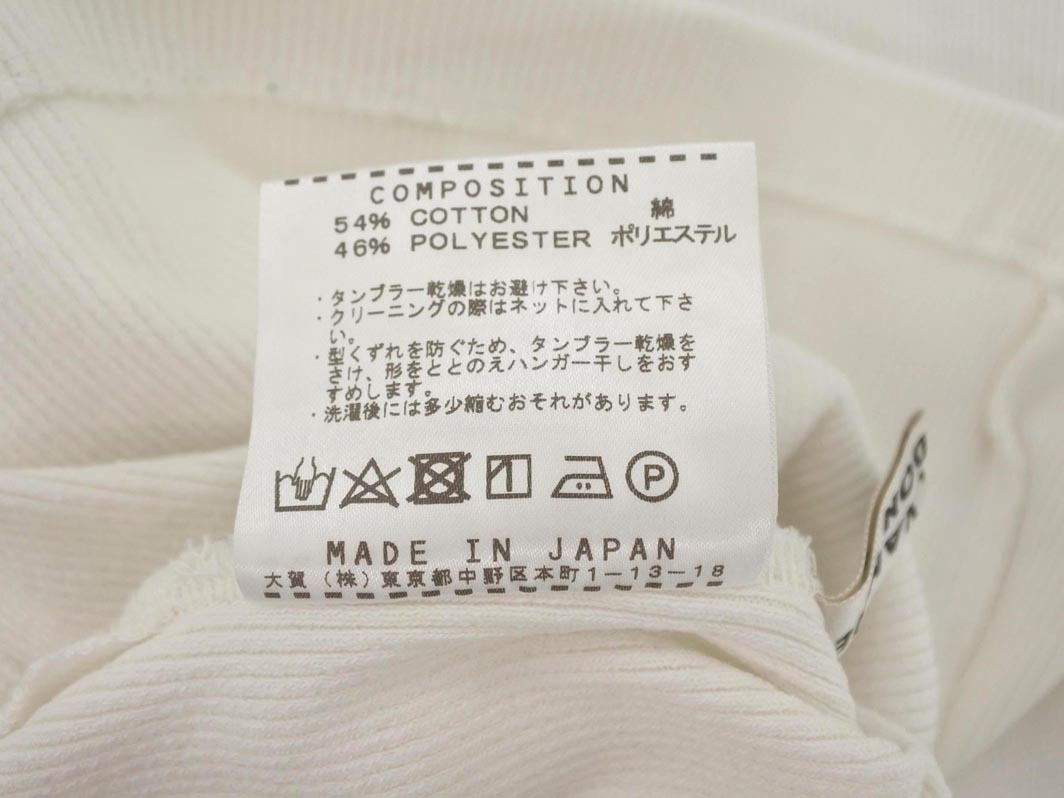 COMPOSITION
54% COTTON 綿
46% POLYESTER ポリエステル
・タンブラー乾燥はお避け下さい。
・クリーニングの際はネットに入れて下さ
い。
・型くずれを防ぐため、タンブラー乾燥を
さけ、形をととのえハンガー干しをおす
すめします。
・洗濯後には多少縮むおそれがあります。
P
MADE IN JAPAN
大賀(株)東京都中野区本町1-13-18